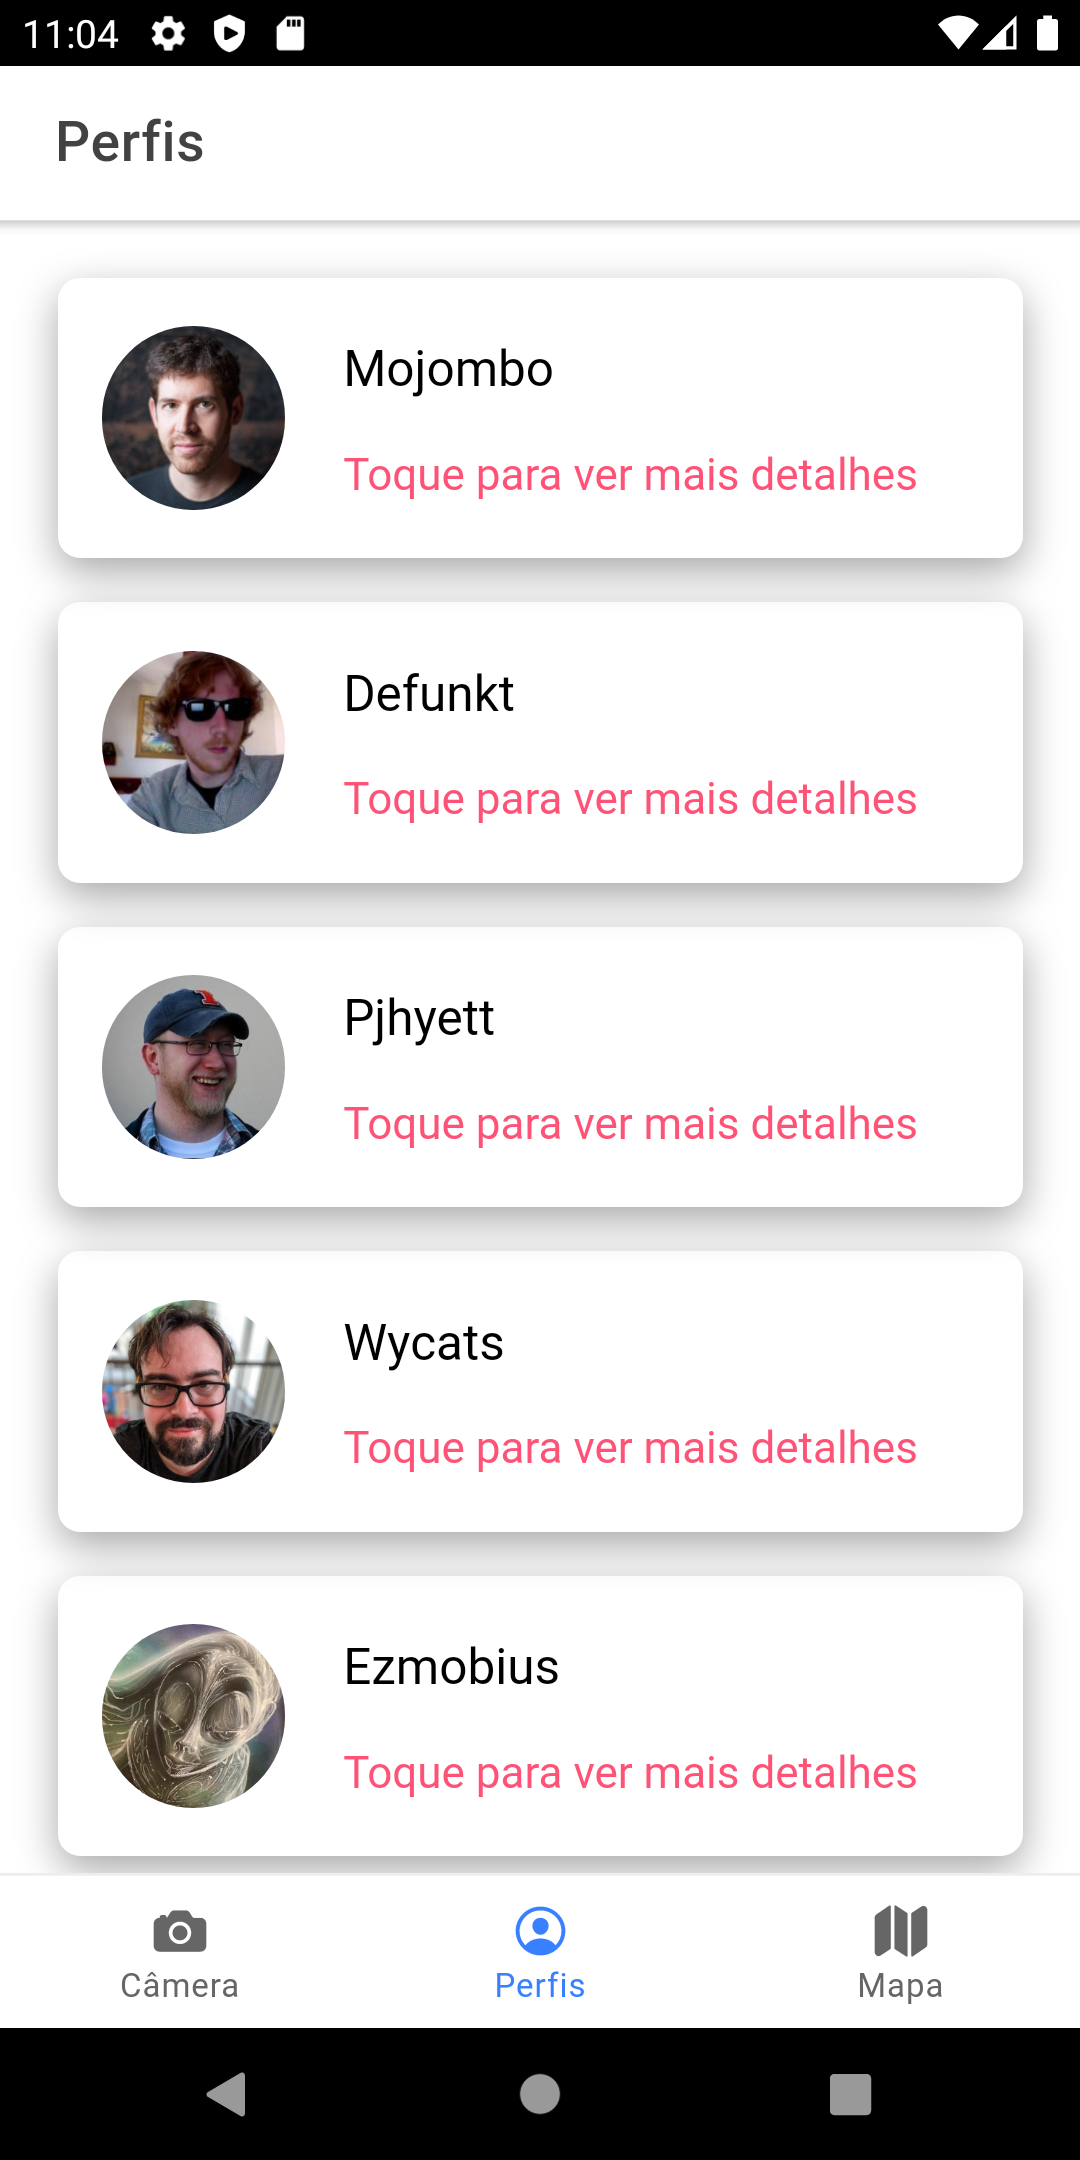 11:04
Perfis
Mojombo
Toque para ver mais detalhes
Defunkt
Toque para ver mais detalhes
Pjhyett
Toque para ver mais detalhes
Wycats
Toque para ver mais detalhes
Ezmobius
Toque para ver mais detalhes
Câmera
Perfis
Mapa